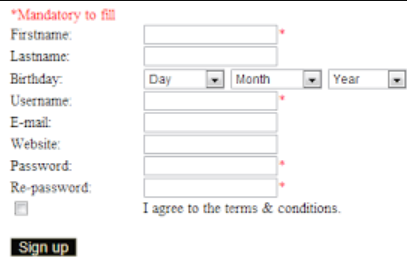 *Mandatory to fill
Firstname: *
Lastname:
Birthday: Day Month Year
Username: *
E-mail:
Website:
Password: *
Re-password: *
I agree to the terms & conditions.
Sign up